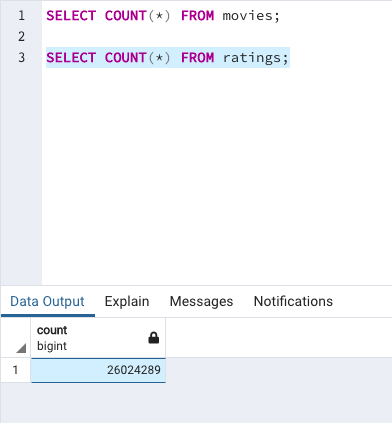 1 SELECT COUNT(*) FROM movies;
2
3 SELECT COUNT(*) FROM ratings;
Data Output Explain Messages Notifications
count
bigint
1 26024289